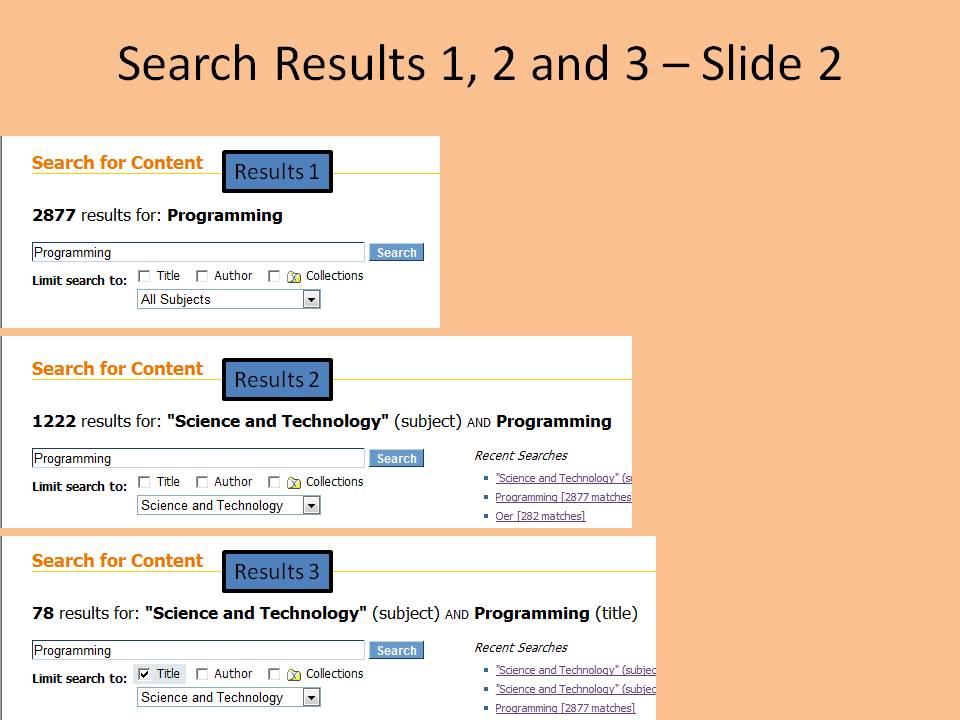 Search Results 1, 2 and 3 – Slide 2
Search for Content
Results 1
2877 results for: Programming
Programming
Search
Limit search to:
Title
Author
Collections
All Subjects
Search for Content
Results 2
1222 results for: "Science and Technology" (subject) AND Programming
Programming
Search
Limit search to:
Title
Author
Collections
Science and Technology
Recent Searches
"Science and Technology" (su
Programming [2877 matches
Oer [282 matches]
Search for Content
Results 3
78 results for: "Science and Technology" (subject) AND Programming (title)
Programming
Search
Limit search to:
Title
Author
Collections
Science and Technology
Recent Searches
"Science and Technology" (subjec
"Science and Technology" (subjec
Programming [2877 matches]